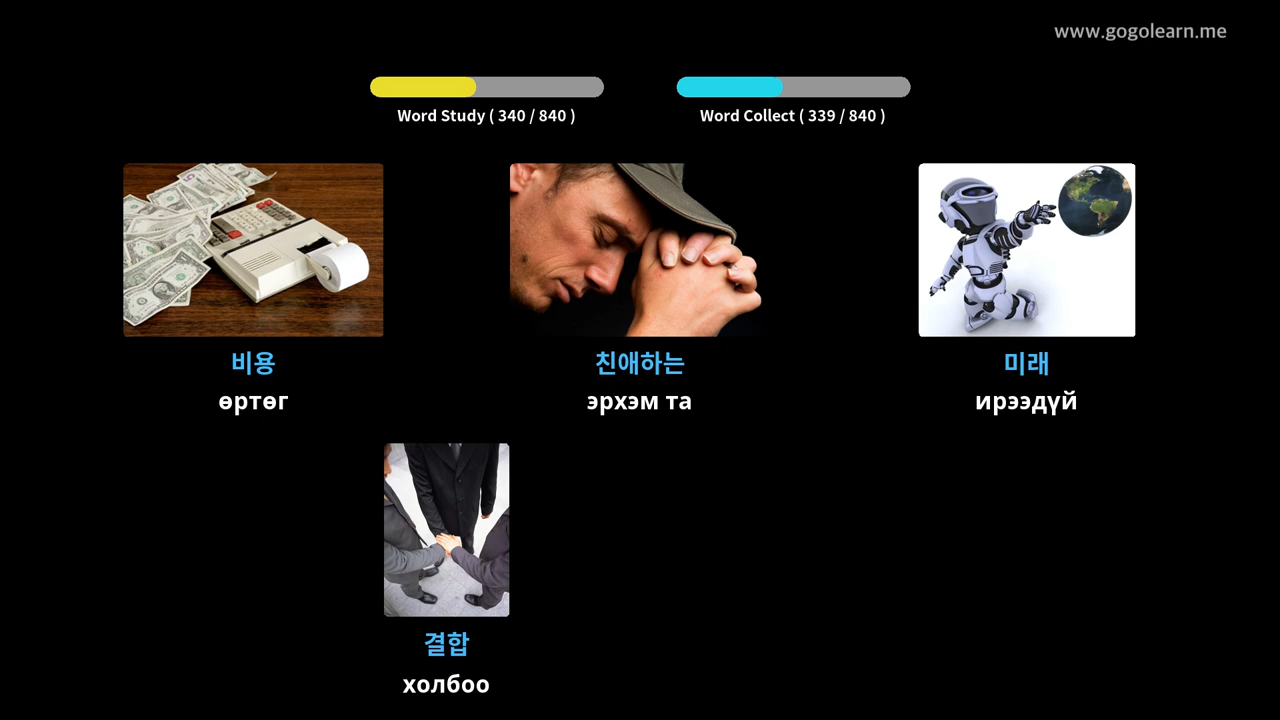 www.gogolearn.me
Word Study ( 340 / 840 )
Word Collect ( 339 / 840 )
비용
친애하는
미래
өртөг
эрхэм та
ирээдүй
결합
холбоо